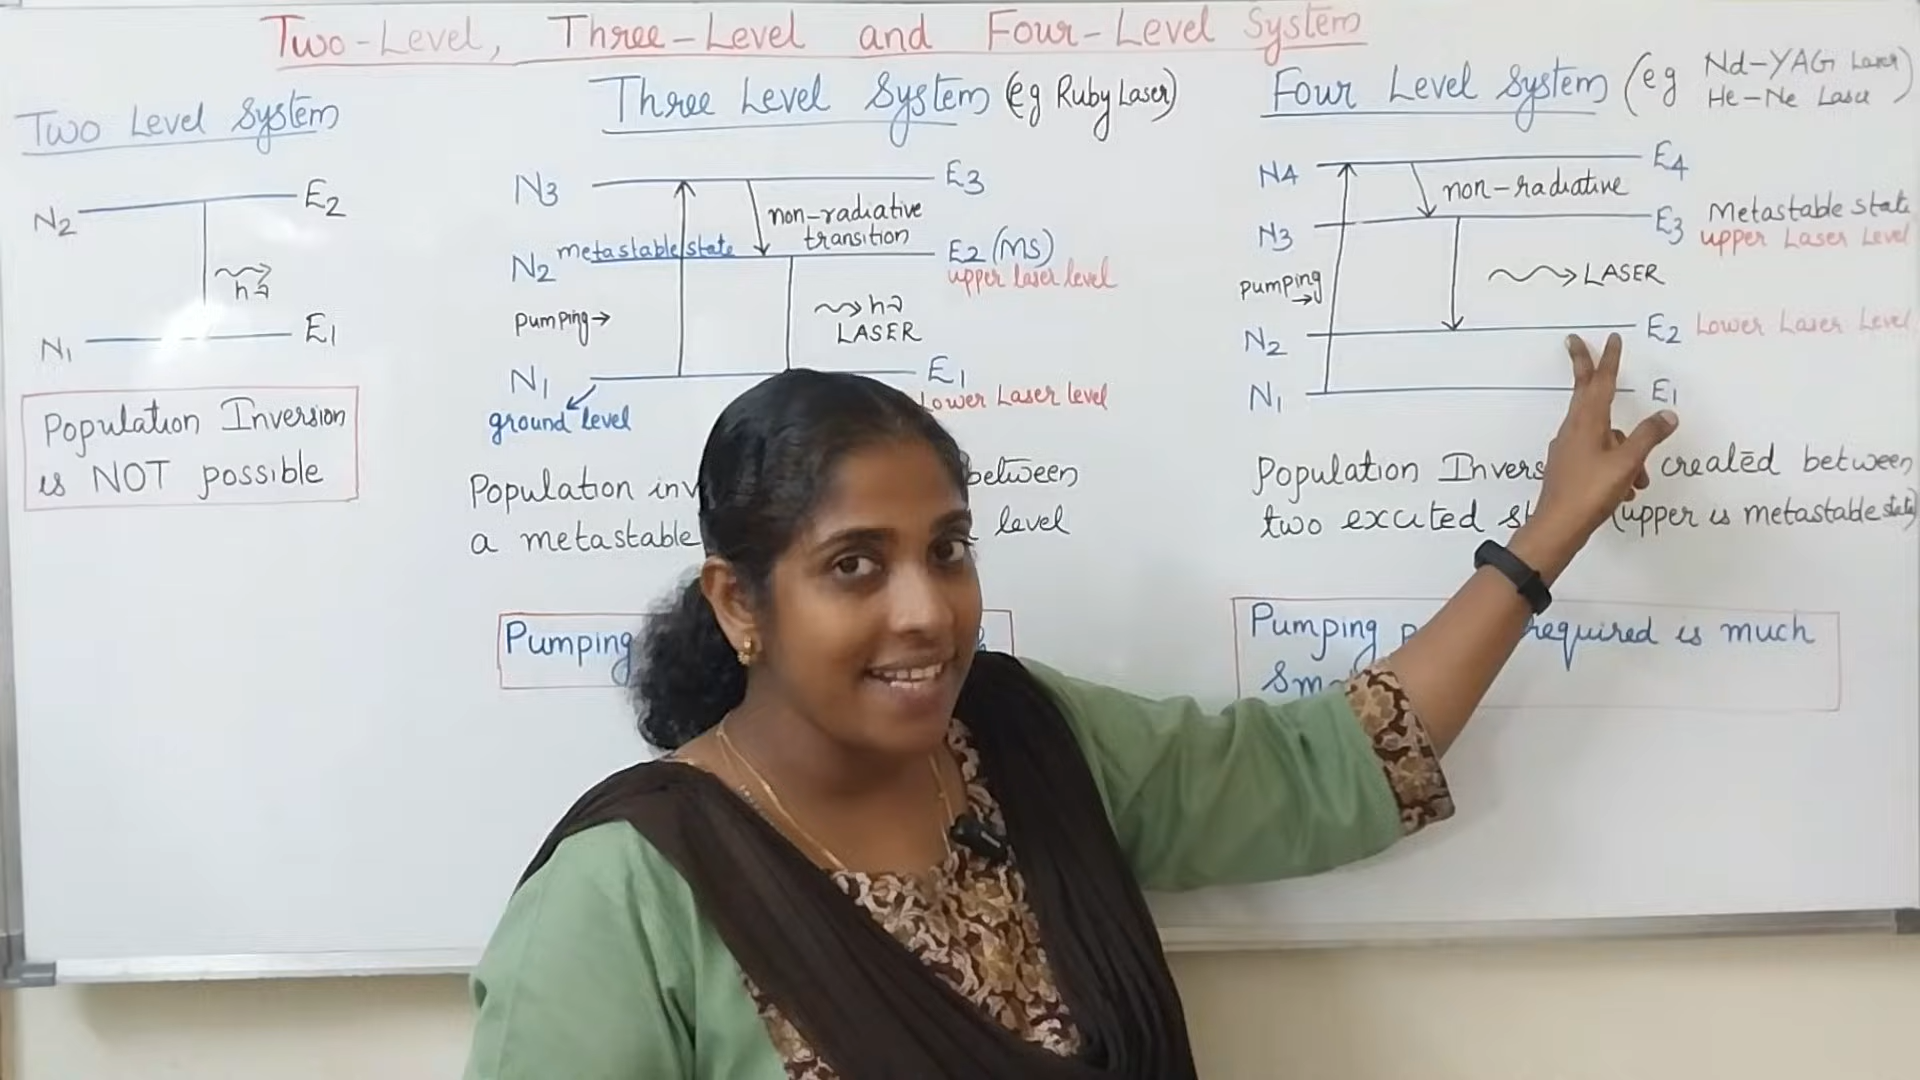 Two-Level, Three-Level and Four-Level System
Two Level System
N2
E2
hν
N1
E1
Population Inversion
is NOT possible
Three Level System (eg Ruby Laser)
N3
E3
non-radiative
transition
N2
metastable state
E2 (MS)
upper laser level
pumping→
hν
LASER
N1
E1
ground level
Lower Laser level
Population inv between
a metastable level
Pumping
Four Level System (eg Nd-YAG Laser
He-Ne Laser)
N4
E4
non-radiative
N3
E3
Metastable state
upper Laser Level
pumping
→
LASER
N2
E2
Lower Laser Level
N1
E1
Population Invers created between
two excited st (upper is metastable state)
Pumping p required is much
Sm